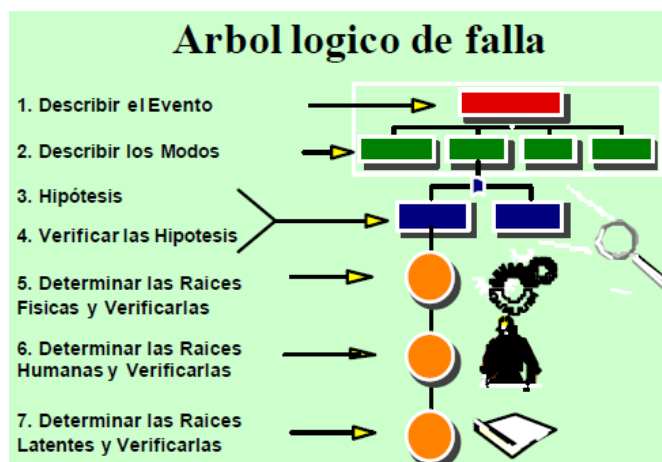 Arbol logico de falla
1. Describir el Evento
2. Describir los Modos
3. Hipótesis
4. Verificar las Hipotesis
5. Determinar las Raices
Fisicas y Verificarlas
6. Determinar las Raices
Humanas y Verificarlas
7. Determinar las Raices
Latentes y Verificarlas